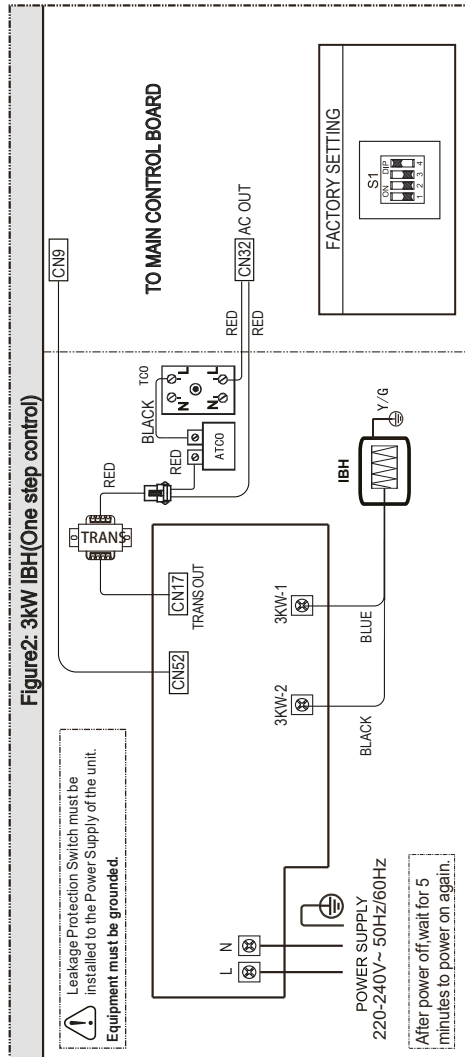 Figure2: 3kW IBH(One step control)
Leakage Protection Switch must be
installed to the Power Supply of the unit.
Equipment must be grounded.
CN9
TO MAIN CONTROL BOARD
CN32 AC OUT
RED
RED
TCO
N L
N L
BLACK
ATCO
RED
RED
TRANS
CN17
TRANS OUT
CN52
3KW-1
3KW-2
BLUE
BLACK
IBH
Y/G
L N
POWER SUPPLY
220-240V~ 50Hz/60Hz
After power off,wait for 5
minutes to power on again.
FACTORY SETTING
S1
ON DIP
1 2 3 4